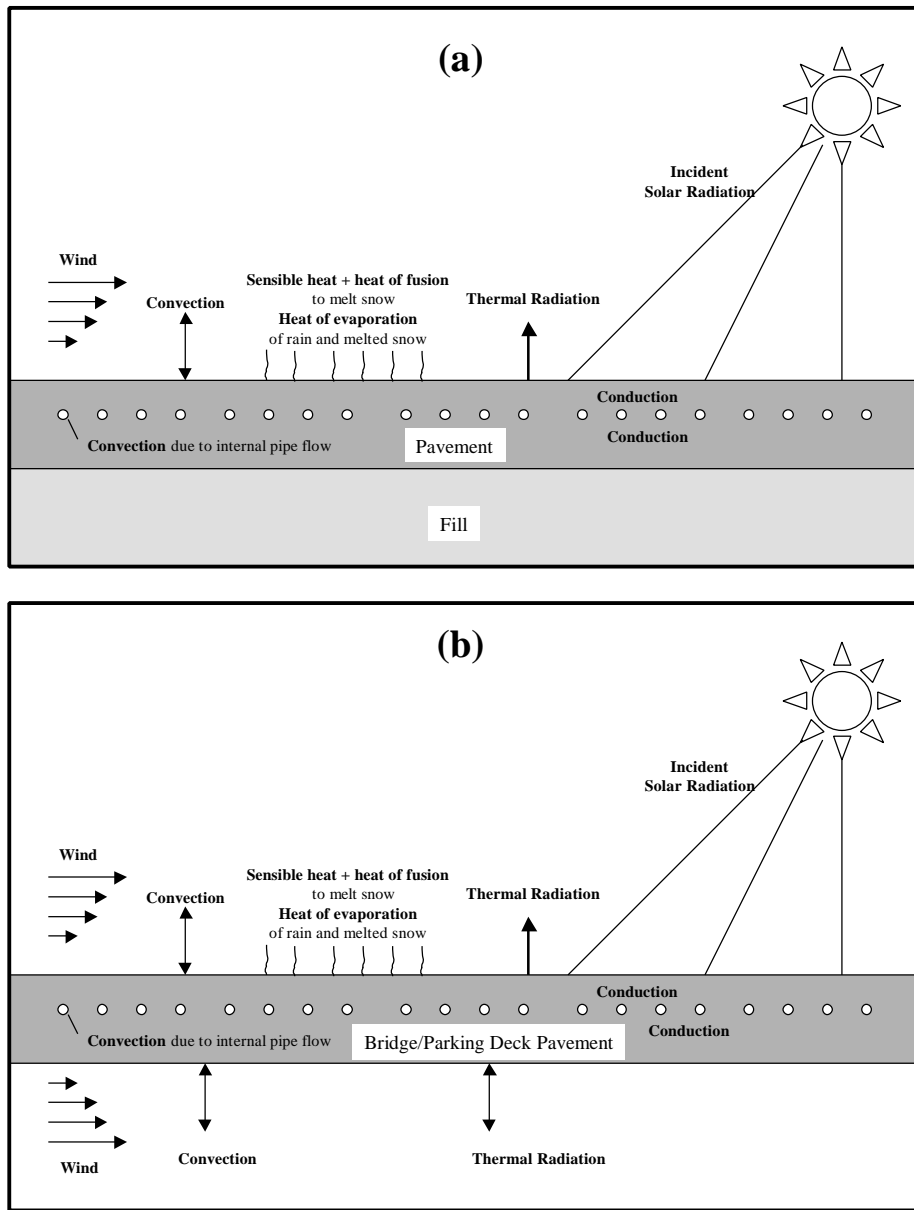 (a)
Incident
Solar Radiation
Wind
Sensible heat + heat of fusion
to melt snow
Convection
Thermal Radiation
Heat of evaporation
of rain and melted snow
Conduction
Conduction
Convection due to internal pipe flow
Pavement
Fill
(b)
Incident
Solar Radiation
Wind
Sensible heat + heat of fusion
to melt snow
Convection
Thermal Radiation
Heat of evaporation
of rain and melted snow
Conduction
Conduction
Convection due to internal pipe flow
Bridge/Parking Deck Pavement
Wind
Convection
Thermal Radiation